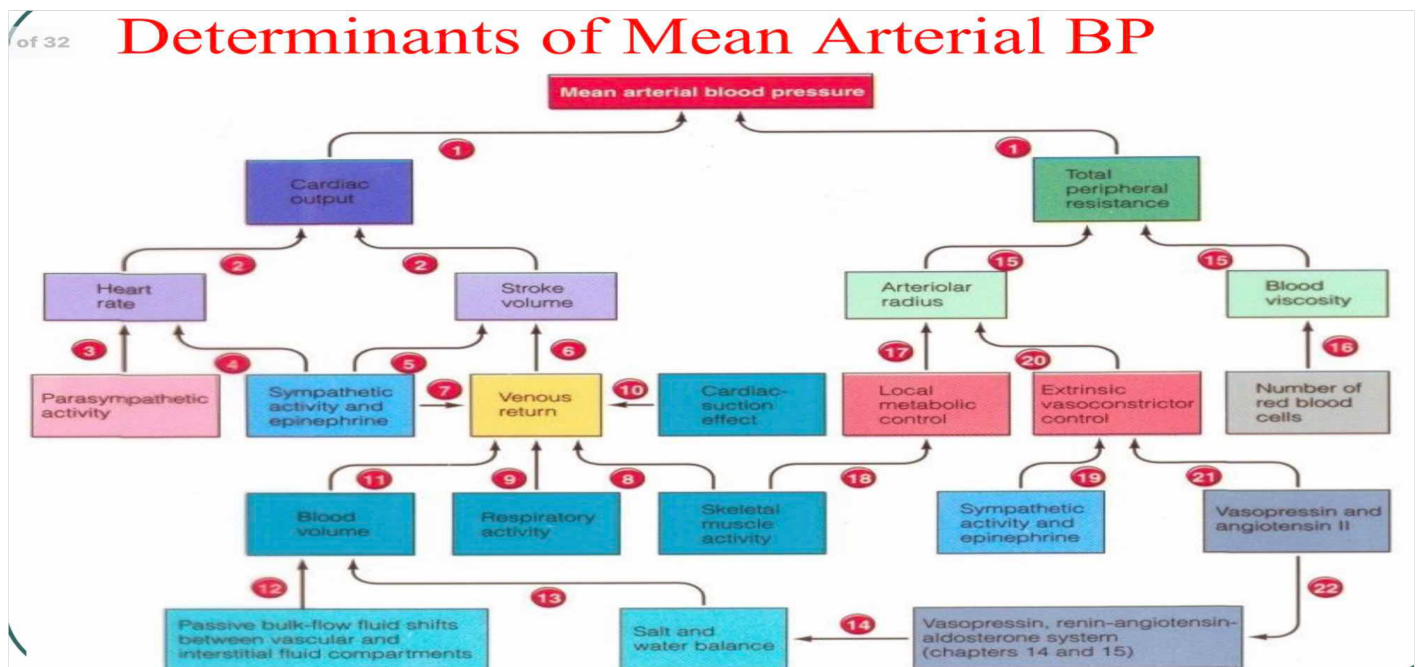 of 32
Determinants of Mean Arterial BP
Mean arterial blood pressure
1
1
Cardiac
output
Total
peripheral
resistance
2
2
15
15
Heart
rate
Stroke
volume
Arteriolar
radius
Blood
viscosity
3
4
5
6
17
20
16
Parasympathetic
activity
Sympathetic
activity and
epinephrine
7
Venous
return
10
Cardiac-
suction
effect
Local
metabolic
control
Extrinsic
vasoconstrictor
control
Number of
red blood
cells
11
9
8
18
19
21
Blood
volume
Respiratory
activity
Skeletal
muscle
activity
Sympathetic
activity and
epinephrine
Vasopressin and
angiotensin II
12
13
14
22
Passive bulk-flow fluid shifts
between vascular and
interstitial fluid compartments
Salt and
water balance
Vasopressin, renin-angiotensin-
aldosterone system
(chapters 14 and 15)